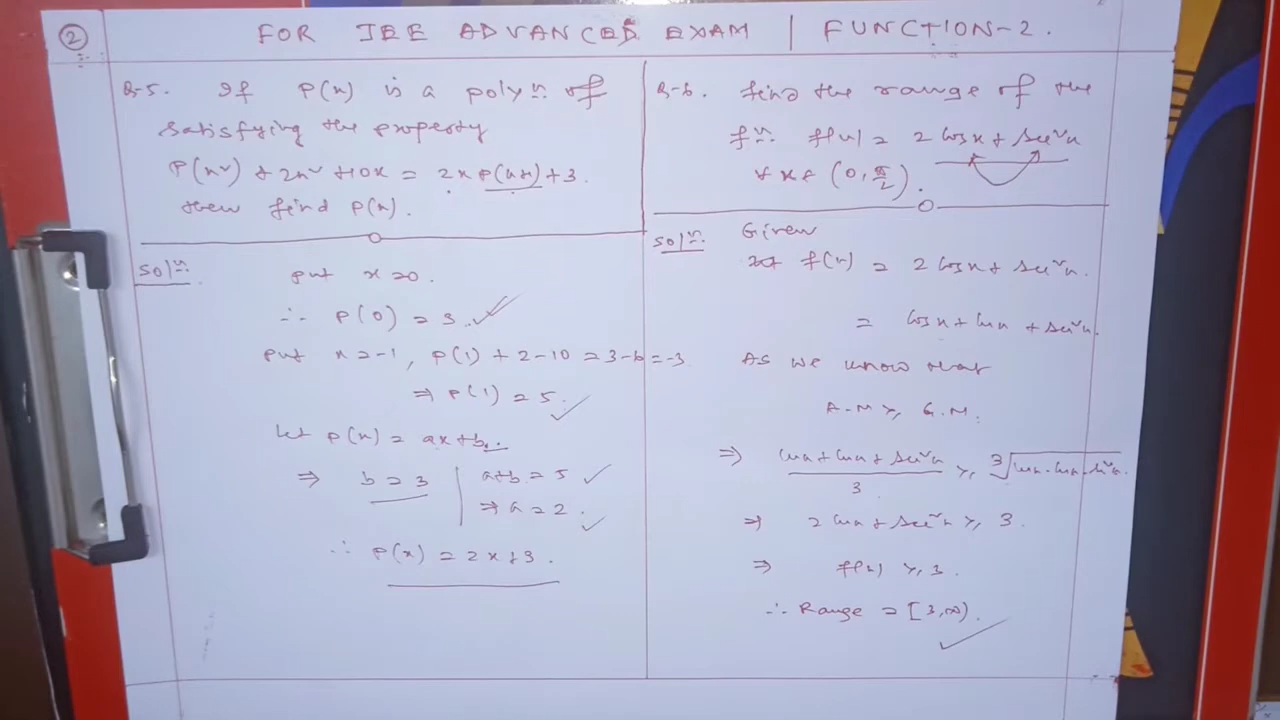 ② FOR JEE ADVANCED EXAM | FUNCTION-2.
Q-5. If P(x) is a polyn. of
satisfying the property
P(x²) + 2x² + 10x = 2x P(x+1) + 3.
then find P(x).
Soln.
put x = 0.
∴ P(0) = 3.
put x = -1, P(1) + 2 - 10 = 3 - 6 = -3
⇒ P(1) = 5.
Let P(x) = ax + b.
⇒ b = 3 | a+b = 5
⇒ a = 2.
∴ P(x) = 2x + 3.
Q-6. find the range of the
fn. f(x) = 2 cos x + sec²x
∀ x ∈ (0, π/2).
Soln. Given
f(x) = 2 cos x + sec²x.
= cos x + cos x + sec²x.
As we know that
A.M ≥ G.M.
⇒ cos x + cos x + sec²x / 3 ≥ ∛cos x · cos x · sec²x.
⇒ 2 cos x + sec²x ≥ 3.
⇒ f(x) ≥ 3.
∴ Range = [3, ∞).